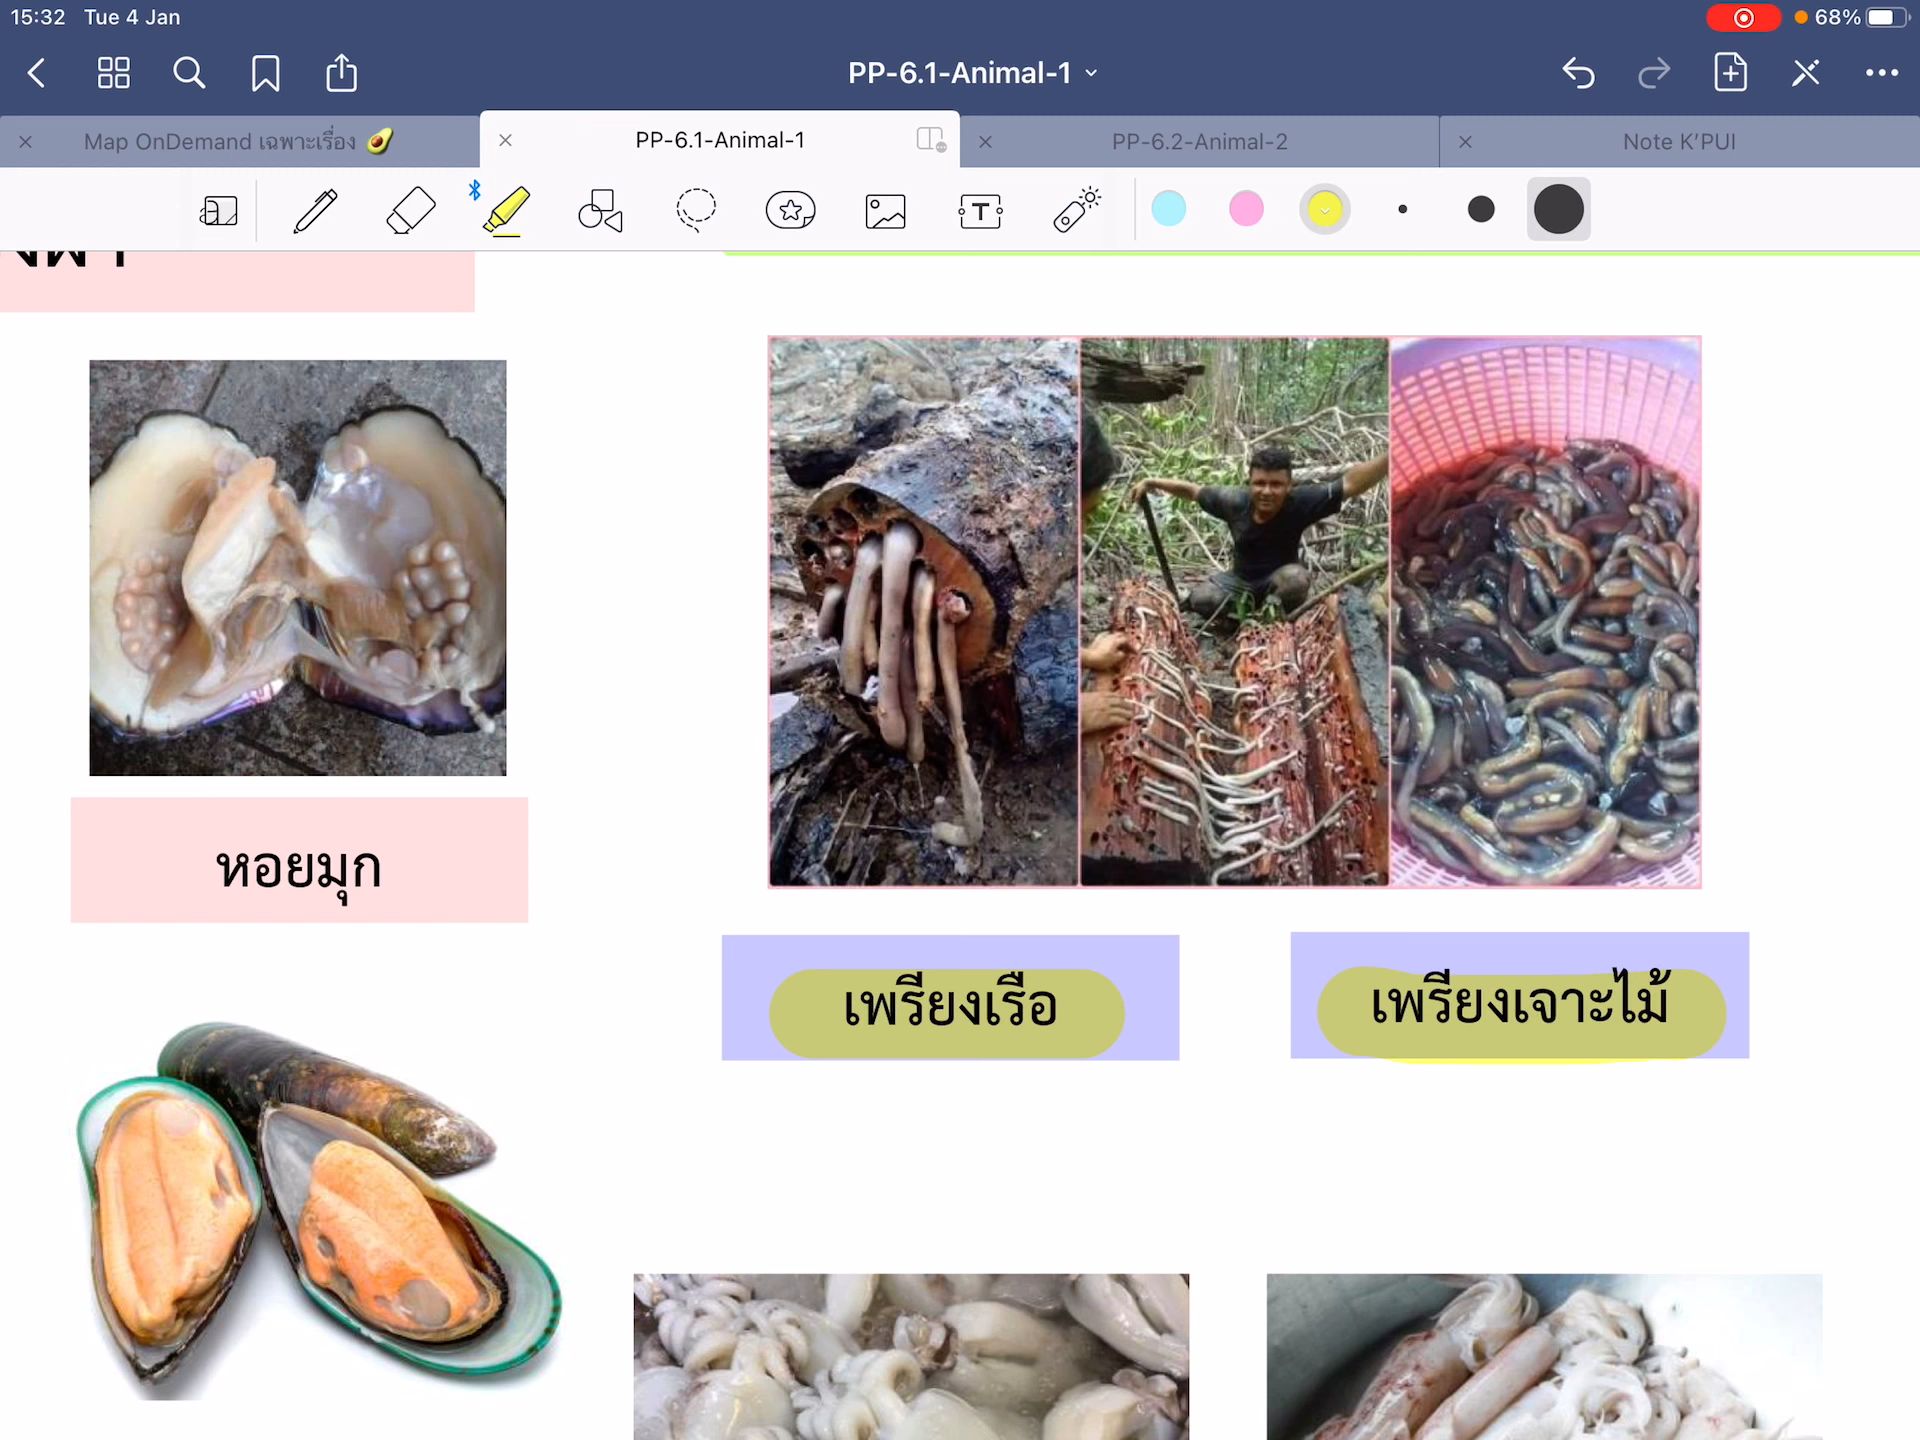 15:32 Tue 4 Jan
68%
PP-6.1-Animal-1
Map OnDemand เฉพาะเรื่อง 🥑
PP-6.1-Animal-1
PP-6.2-Animal-2
Note K'PUI
T
หอยมุก
เพรียงเรือ
เพรียงเจาะไม้